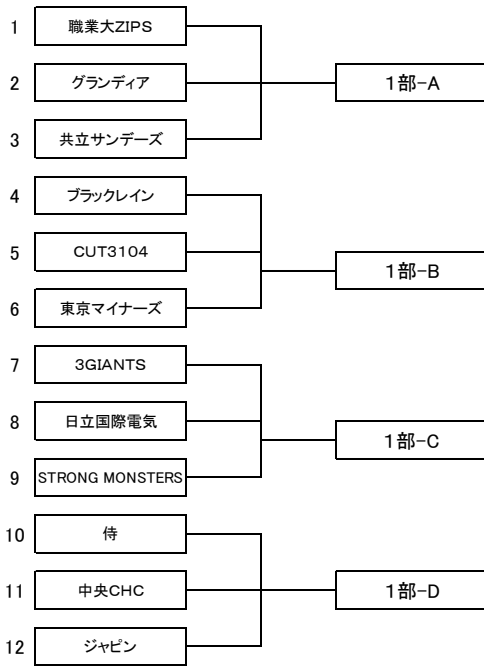 1 職業大ZIPS
2 グランディア
1部-A
3 共立サンデーズ
4 ブラックレイン
5 CUT3104
1部-B
6 東京マイナーズ
7 3GIANTS
8 日立国際電気
1部-C
9 STRONG MONSTERS
10 侍
11 中央CHC
1部-D
12 ジャピン